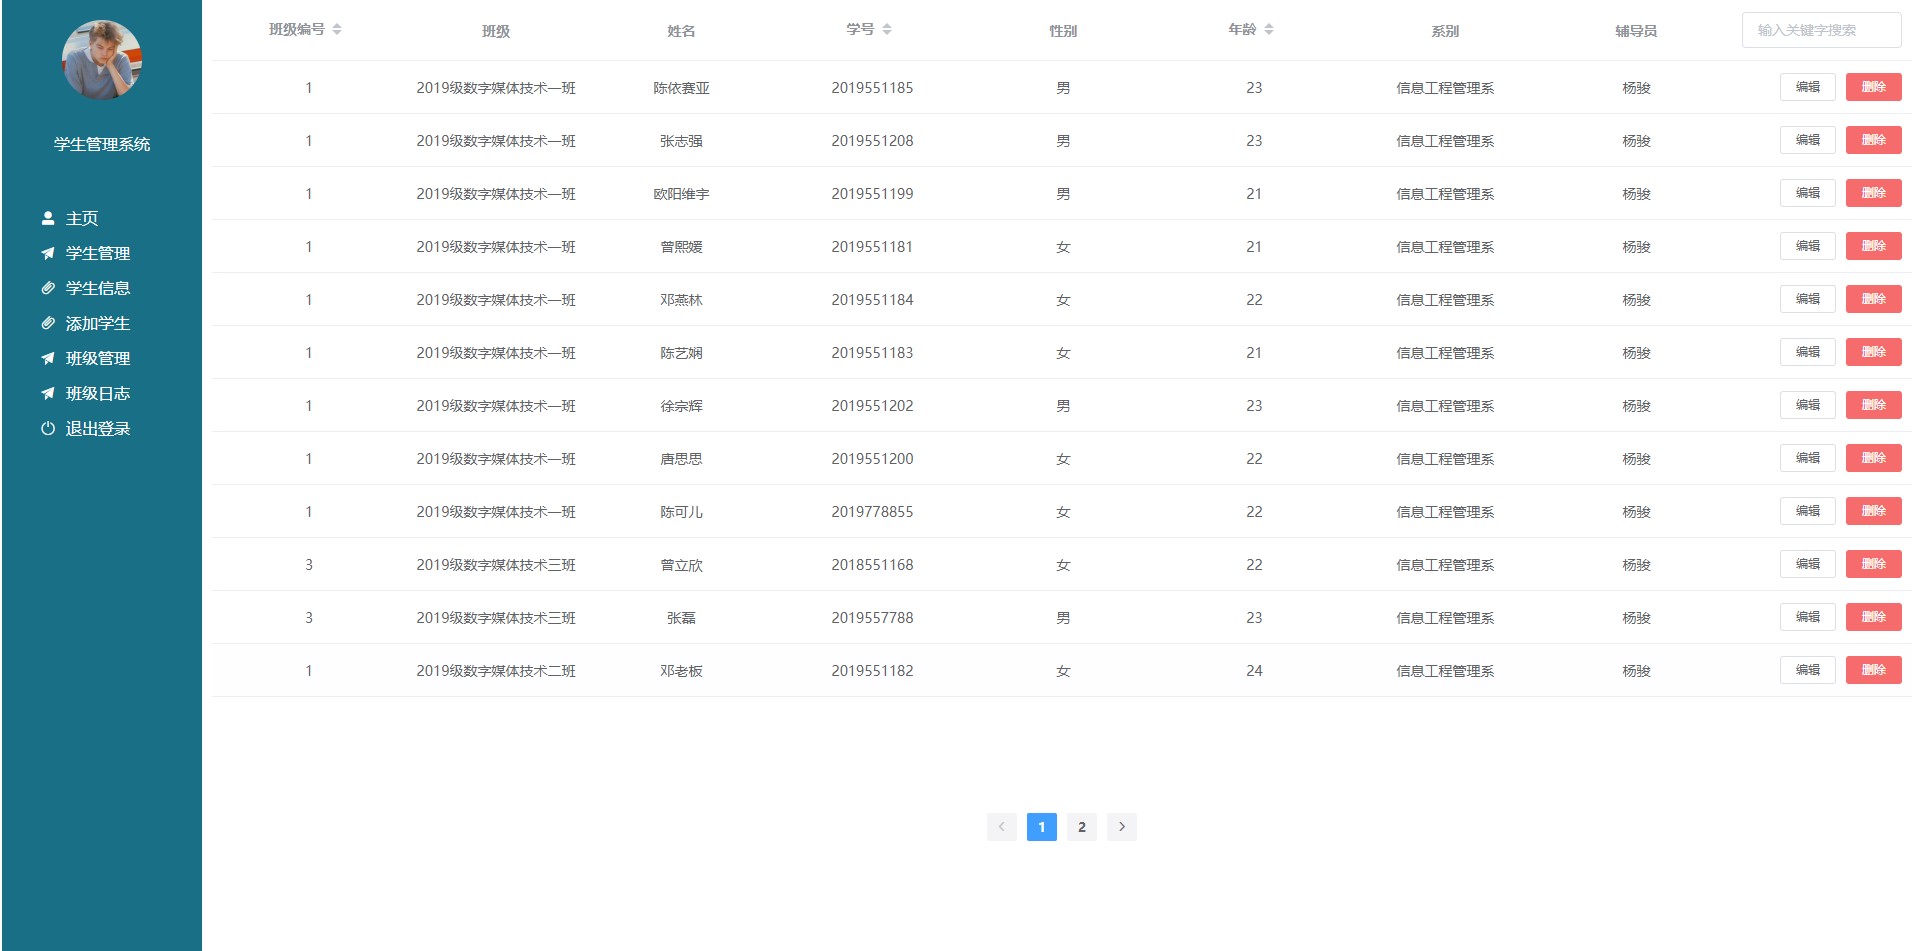 学生管理系统
主页
学生管理
学生信息
添加学生
班级管理
班级日志
退出登录
班级编号 班级 姓名 学号 性别 年龄 系别 辅导员 输入关键字搜索
1 2019级数字媒体技术一班 陈依赛亚 2019551185 男 23 信息工程管理系 杨骏 编辑 删除
1 2019级数字媒体技术一班 张志强 2019551208 男 23 信息工程管理系 杨骏 编辑 删除
1 2019级数字媒体技术一班 欧阳维宇 2019551199 男 21 信息工程管理系 杨骏 编辑 删除
1 2019级数字媒体技术一班 曾熙媛 2019551181 女 21 信息工程管理系 杨骏 编辑 删除
1 2019级数字媒体技术一班 邓燕林 2019551184 女 22 信息工程管理系 杨骏 编辑 删除
1 2019级数字媒体技术一班 陈艺娴 2019551183 女 21 信息工程管理系 杨骏 编辑 删除
1 2019级数字媒体技术一班 徐宗辉 2019551202 男 23 信息工程管理系 杨骏 编辑 删除
1 2019级数字媒体技术一班 唐思思 2019551200 女 22 信息工程管理系 杨骏 编辑 删除
1 2019级数字媒体技术一班 陈可儿 2019778855 女 22 信息工程管理系 杨骏 编辑 删除
3 2019级数字媒体技术三班 曾立欣 2018551168 女 22 信息工程管理系 杨骏 编辑 删除
3 2019级数字媒体技术三班 张磊 2019557788 男 23 信息工程管理系 杨骏 编辑 删除
1 2019级数字媒体技术二班 邓老板 2019551182 女 24 信息工程管理系 杨骏 编辑 删除
1 2